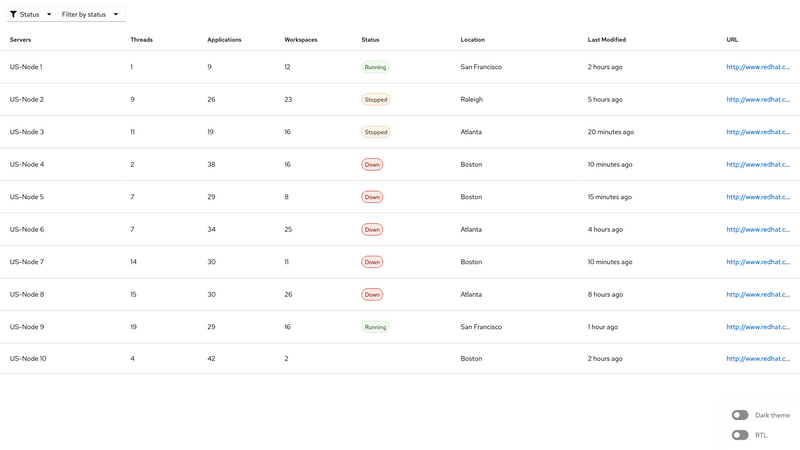 Status Filter by status
Servers Threads Applications Workspaces Status Location Last Modified URL
US-Node 1 1 9 12 Running San Francisco 2 hours ago http://www.redhat.c...
US-Node 2 9 26 23 Stopped Raleigh 5 hours ago http://www.redhat.c...
US-Node 3 11 19 16 Stopped Atlanta 20 minutes ago http://www.redhat.c...
US-Node 4 2 38 16 Down Boston 10 minutes ago http://www.redhat.c...
US-Node 5 7 29 8 Down Boston 15 minutes ago http://www.redhat.c...
US-Node 6 7 34 25 Down Atlanta 4 hours ago http://www.redhat.c...
US-Node 7 14 30 11 Down Boston 10 minutes ago http://www.redhat.c...
US-Node 8 15 30 26 Down Atlanta 8 hours ago http://www.redhat.c...
US-Node 9 19 29 16 Running San Francisco 1 hour ago http://www.redhat.c...
US-Node 10 4 42 2 Boston 2 hours ago http://www.redhat.c...
Dark theme
RTL